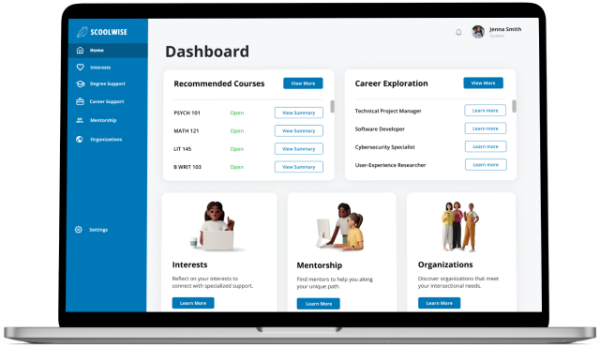 SCOOLWISE
Home
Interests
Degree Support
Career Support
Mentorship
Organizations
Settings
Jenna Smith
Student
Dashboard
Recommended Courses
View More
PSYCH 101 Open View Summary
MATH 121 Open View Summary
LIT 145 Open View Summary
B WRIT 103 Open View Summary
Career Exploration
View More
Technical Project Manager Learn more
Software Developer Learn more
Cybersecurity Specialist Learn more
User-Experience Researcher Learn more
Interests
Reflect on your interests to
connect with specialized support.
Learn More
Mentorship
Find mentors to help you along
your unique path.
Learn More
Organizations
Discover organizations that meet
your intersectional needs.
Learn More